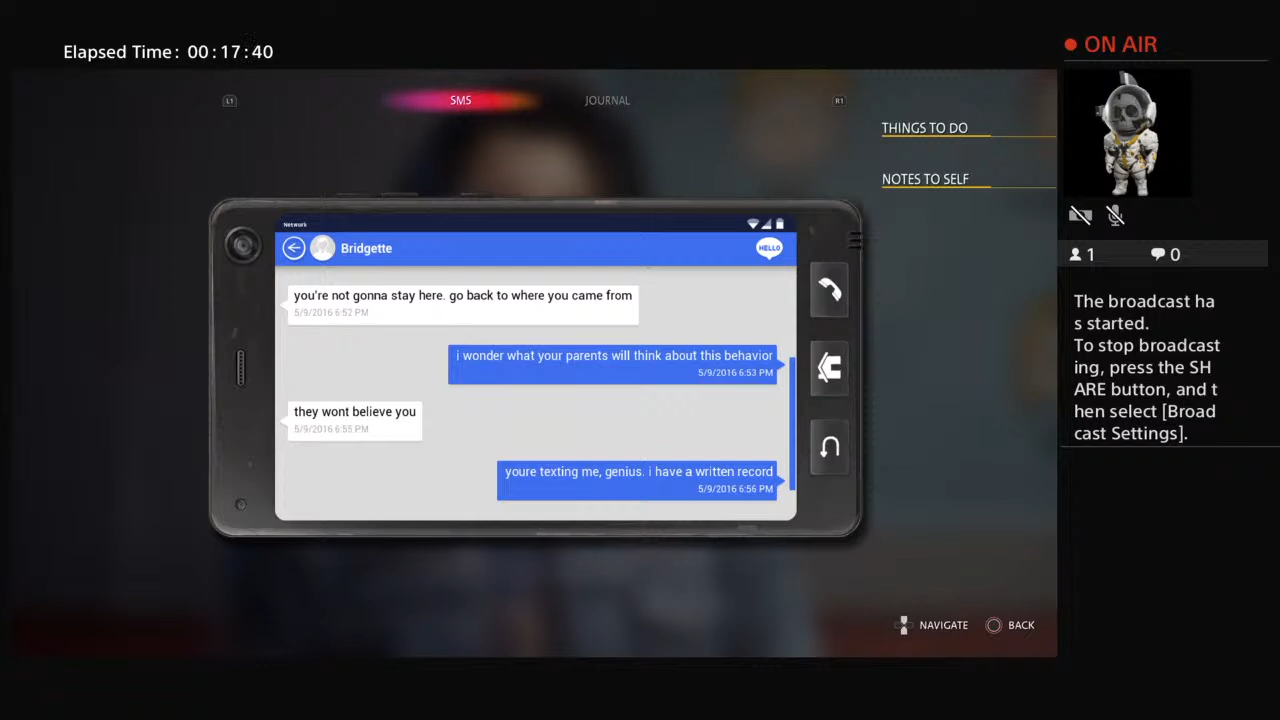 Elapsed Time: 00:17:40
ON AIR
L1
SMS
JOURNAL
R1
THINGS TO DO
NOTES TO SELF
Network
Bridgette
HELLO
you're not gonna stay here. go back to where you came from
5/9/2016 6:52 PM
i wonder what your parents will think about this behavior
5/9/2016 6:53 PM
they wont believe you
5/9/2016 6:55 PM
youre texting me, genius. i have a written record
5/9/2016 6:56 PM
NAVIGATE
BACK
1
0
The broadcast ha
s started.
To stop broadcast
ing, press the SH
ARE button, and t
hen select [Broad
cast Settings].